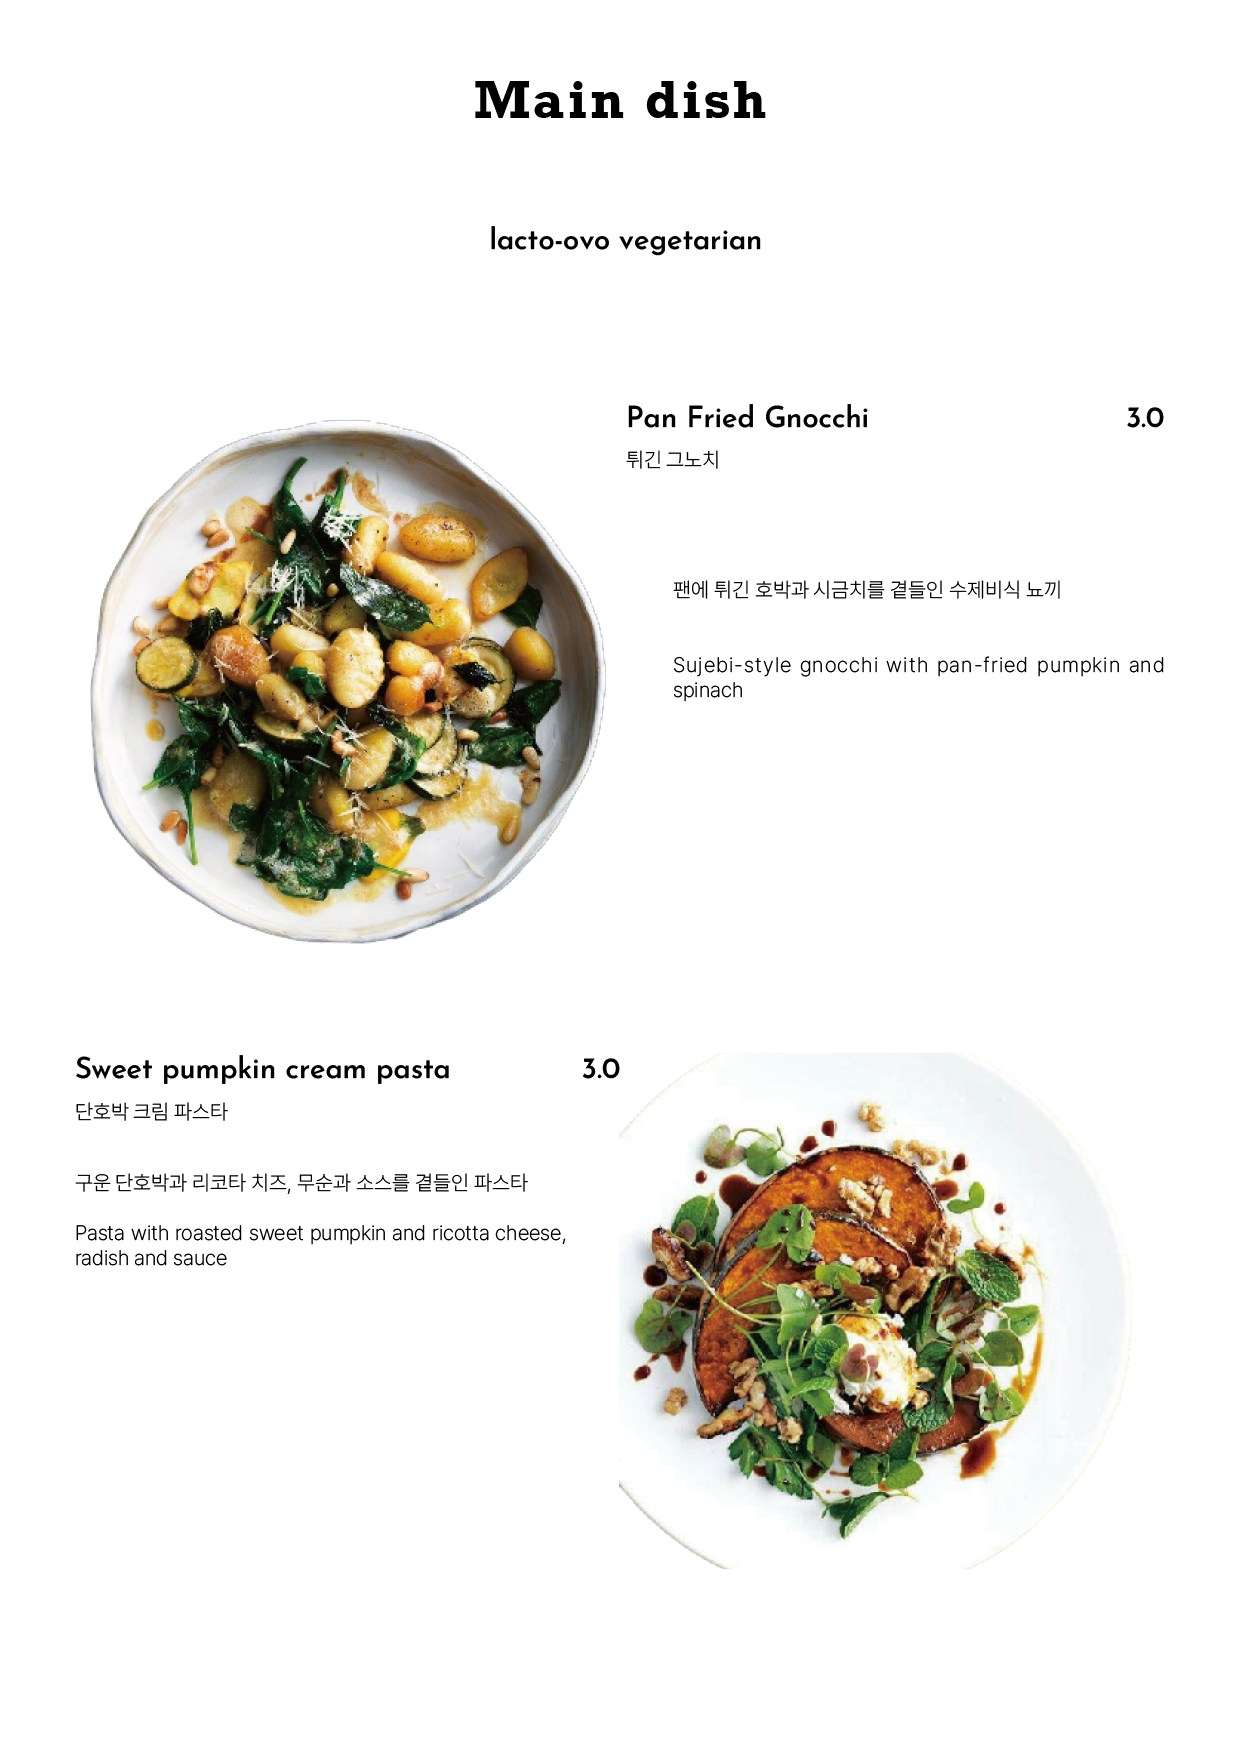 Main dish
lacto-ovo vegetarian
Pan Fried Gnocchi 3.0
튀긴 그노치
팬에 튀긴 호박과 시금치를 곁들인 수제비식 뇨끼
Sujebi-style gnocchi with pan-fried pumpkin and
spinach
Sweet pumpkin cream pasta 3.0
단호박 크림 파스타
구운 단호박과 리코타 치즈, 무순과 소스를 곁들인 파스타
Pasta with roasted sweet pumpkin and ricotta cheese,
radish and sauce